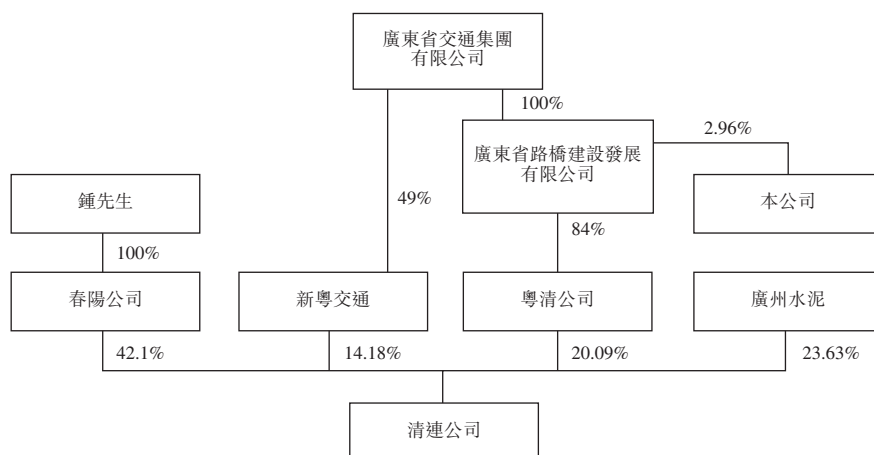 廣東省交通集團
有限公司
100%
2.96%
廣東省路橋建設發展
有限公司
鍾先生
49%
本公司
100%
84%
春陽公司
新粵交通
粵清公司
廣州水泥
42.1%
14.18%
20.09%
23.63%
清連公司